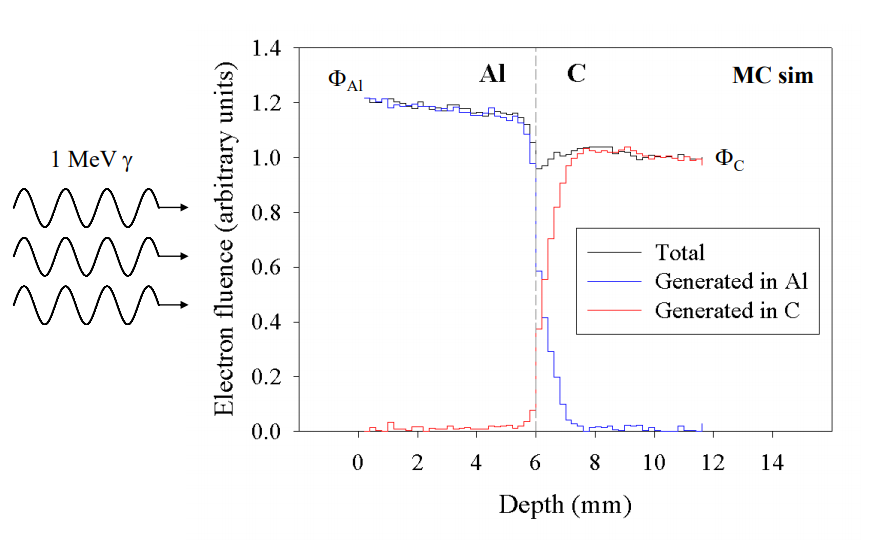 1.4
1.2
1.0
0.8
0.6
0.4
0.2
0.0
Electron fluence (arbitrary units)
Φ_Al
Al
C
MC sim
1 MeV γ
Φ_C
Total
Generated in Al
Generated in C
0 2 4 6 8 10 12 14
Depth (mm)